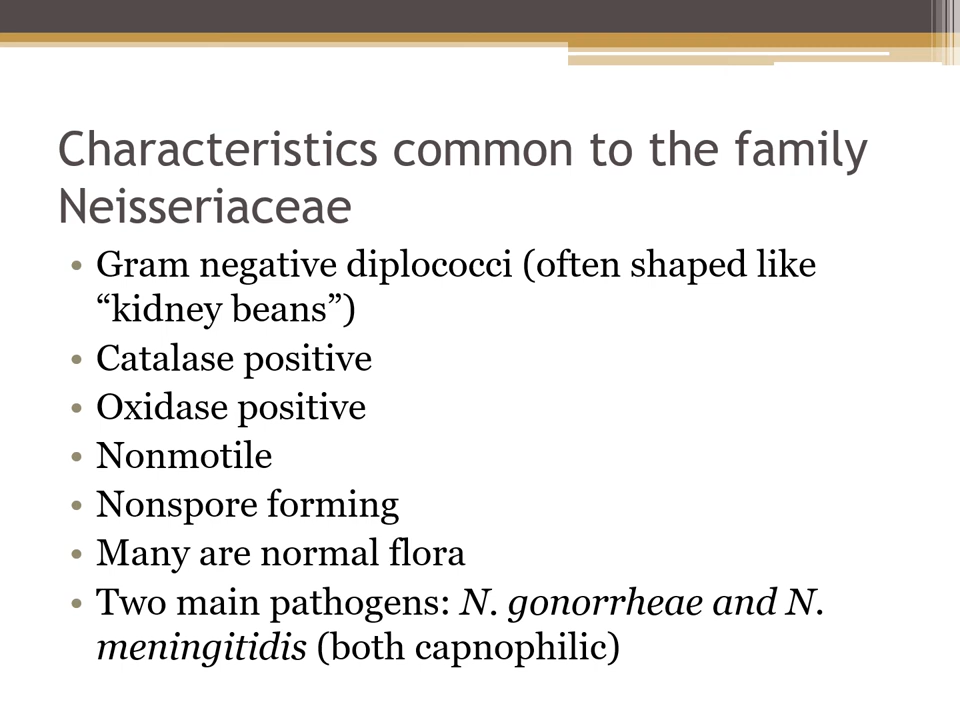 Characteristics common to the family
Neisseriaceae
• Gram negative diplococci (often shaped like
“kidney beans”)
• Catalase positive
• Oxidase positive
• Nonmotile
• Nonspore forming
• Many are normal flora
• Two main pathogens: N. gonorrheae and N.
meningitidis (both capnophilic)